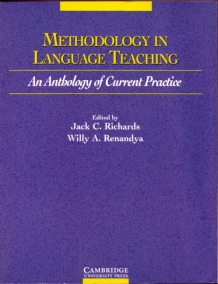 METHODOLOGY IN
LANGUAGE TEACHING
An Anthology of Current Practice
Edited by
Jack C. Richards
Willy A. Renandya
CAMBRIDGE
UNIVERSITY PRESS